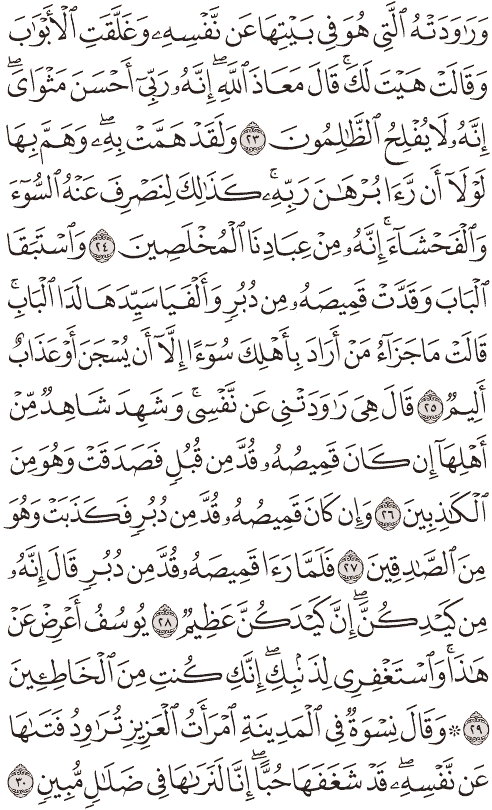 وَرَٰوَدَتْهُ ٱلَّتِى هُوَ فِى بَيْتِهَا عَن نَّفْسِهِۦ وَغَلَّقَتِ ٱلْأَبْوَٰبَ
وَقَالَتْ هَيْتَ لَكَ ۚ قَالَ مَعَاذَ ٱللَّهِ ۖ إِنَّهُۥ رَبِّىٓ أَحْسَنَ مَثْوَاىَ ۖ
إِنَّهُۥ لَا يُفْلِحُ ٱلظَّٰلِمُونَ ٢٣ وَلَقَدْ هَمَّتْ بِهِۦ ۖ وَهَمَّ بِهَا
لَوْلَآ أَن رَّءَا بُرْهَٰنَ رَبِّهِۦ ۚ كَذَٰلِكَ لِنَصْرِفَ عَنْهُ ٱلسُّوٓءَ
وَٱلْفَحْشَآءَ ۚ إِنَّهُۥ مِنْ عِبَادِنَا ٱلْمُخْلَصِينَ ٢٤ وَٱسْتَبَقَا
ٱلْبَابَ وَقَدَّتْ قَمِيصَهُۥ مِن دُبُرٍ وَأَلْفَيَا سَيِّدَهَا لَدَا ٱلْبَابِ ۚ
قَالَتْ مَا جَزَآءُ مَنْ أَرَادَ بِأَهْلِكَ سُوٓءًا إِلَّآ أَن يُسْجَنَ أَوْ عَذَابٌ
أَلِيمٌ ٢٥ قَالَ هِىَ رَٰوَدَتْنِى عَن نَّفْسِى ۚ وَشَهِدَ شَاهِدٌ مِّنْ
أَهْلِهَآ إِن كَانَ قَمِيصُهُۥ قُدَّ مِن قُبُلٍ فَصَدَقَتْ وَهُوَ مِنَ
ٱلْكَٰذِبِينَ ٢٦ وَإِن كَانَ قَمِيصُهُۥ قُدَّ مِن دُبُرٍ فَكَذَبَتْ وَهُوَ
مِنَ ٱلصَّٰدِقِينَ ٢٧ فَلَمَّا رَءَا قَمِيصَهُۥ قُدَّ مِن دُبُرٍ قَالَ إِنَّهُۥ
مِن كَيْدِكُنَّ ۖ إِنَّ كَيْدَكُنَّ عَظِيمٌ ٢٨ يُوسُفُ أَعْرِضْ عَنْ
هَٰذَا ۚ وَٱسْتَغْفِرِى لِذَنۢبِكِ ۖ إِنَّكِ كُنتِ مِنَ ٱلْخَاطِـِٔينَ
٢٩ ۞ وَقَالَ نِسْوَةٌ فِى ٱلْمَدِينَةِ ٱمْرَأَتُ ٱلْعَزِيزِ تُرَٰوِدُ فَتَىٰهَا
عَن نَّفْسِهِۦ ۖ قَدْ شَغَفَهَا حُبًّا ۖ إِنَّا لَنَرَىٰهَا فِى ضَلَٰلٍ مُّبِينٍ ٣٠